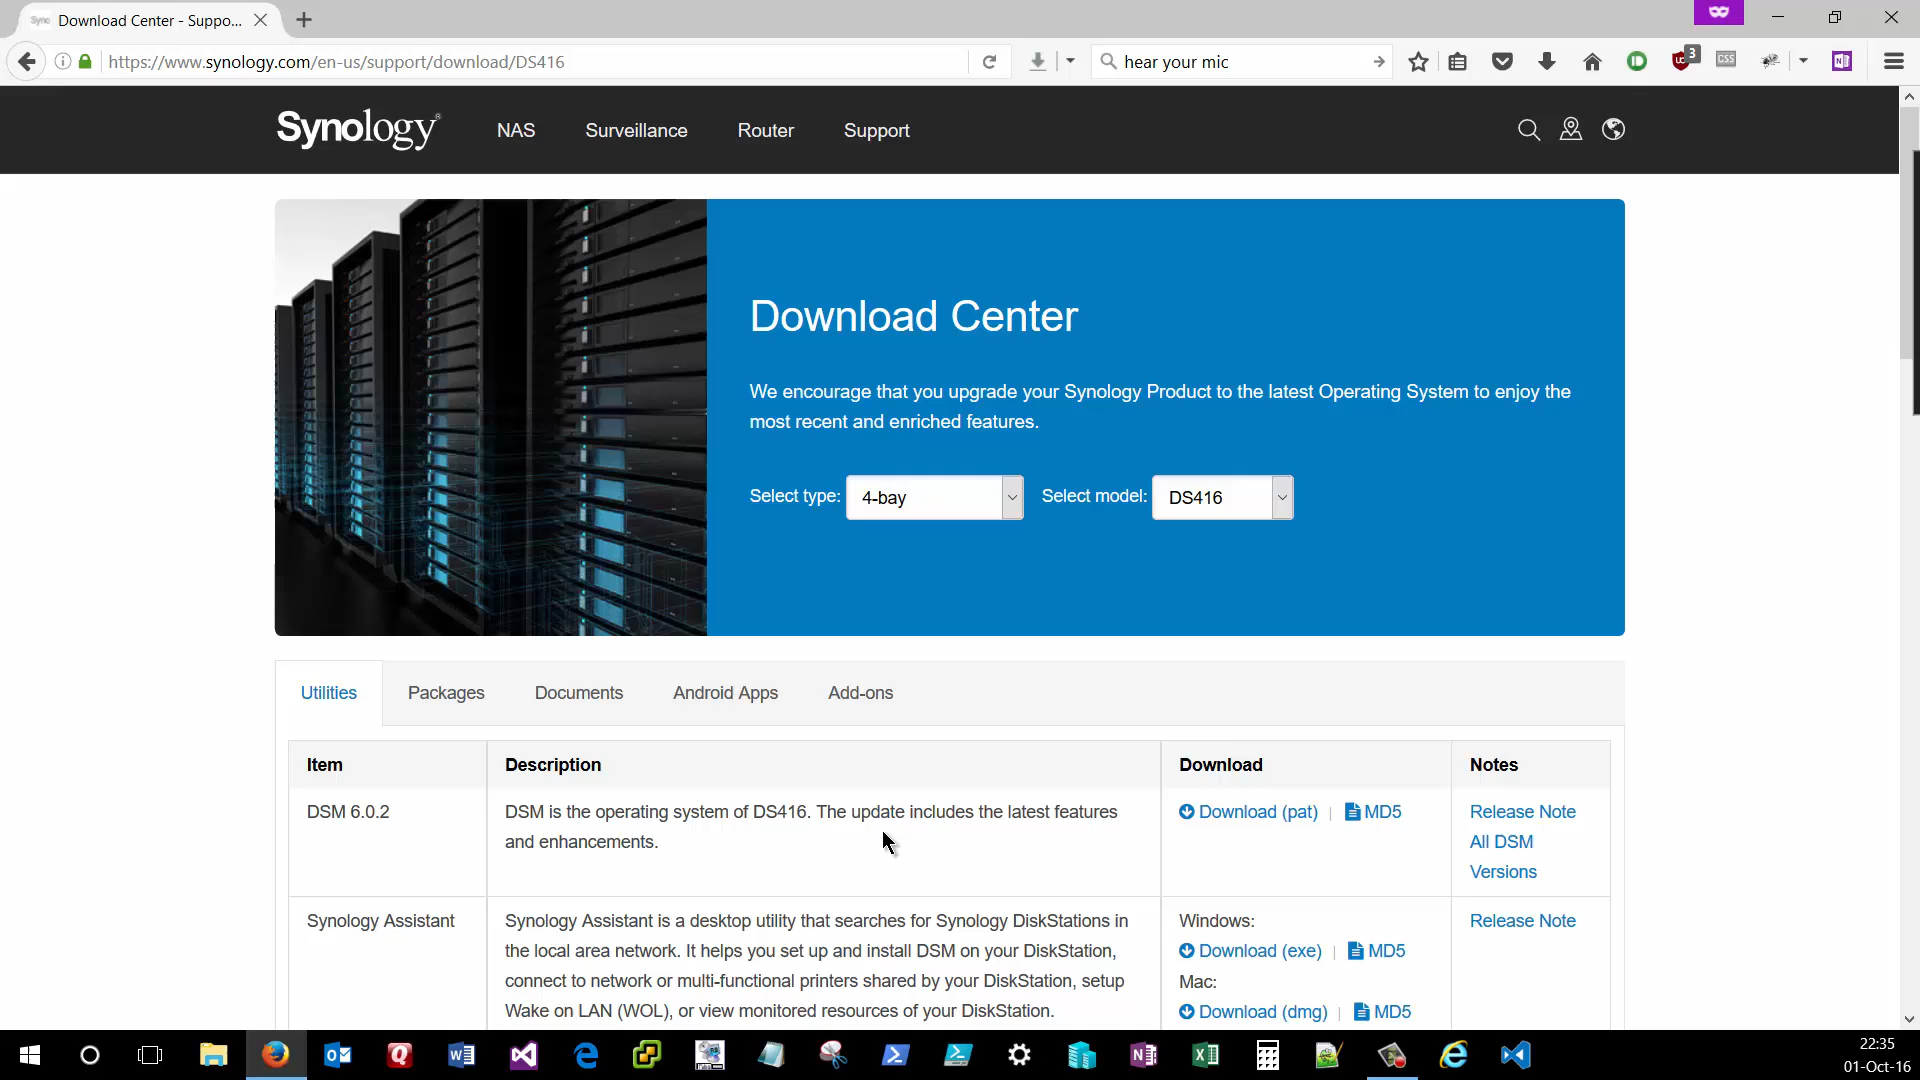 Download Center - Suppo...
https://www.synology.com/en-us/support/download/DS416
hear your mic
3
CSS
Synology
NAS
Surveillance
Router
Support
Download Center
We encourage that you upgrade your Synology Product to the latest Operating System to enjoy the
most recent and enriched features.
Select type: 4-bay Select model: DS416
Utilities
Packages
Documents
Android Apps
Add-ons
Item Description Download Notes
DSM 6.0.2
DSM is the operating system of DS416. The update includes the latest features
and enhancements.
Download (pat) | MD5
Release Note
All DSM
Versions
Synology Assistant
Synology Assistant is a desktop utility that searches for Synology DiskStations in
the local area network. It helps you set up and install DSM on your DiskStation,
connect to network or multi-functional printers shared by your DiskStation, setup
Wake on LAN (WOL), or view monitored resources of your DiskStation.
Windows:
Download (exe) | MD5
Mac:
Download (dmg) | MD5
Release Note
22:35
01-Oct-16